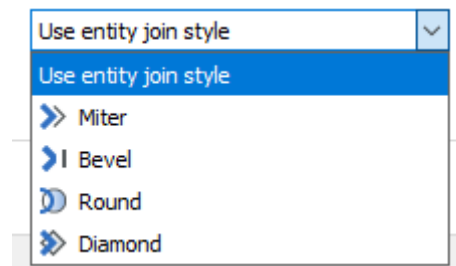 Use entity join style
Use entity join style
Miter
Bevel
Round
Diamond